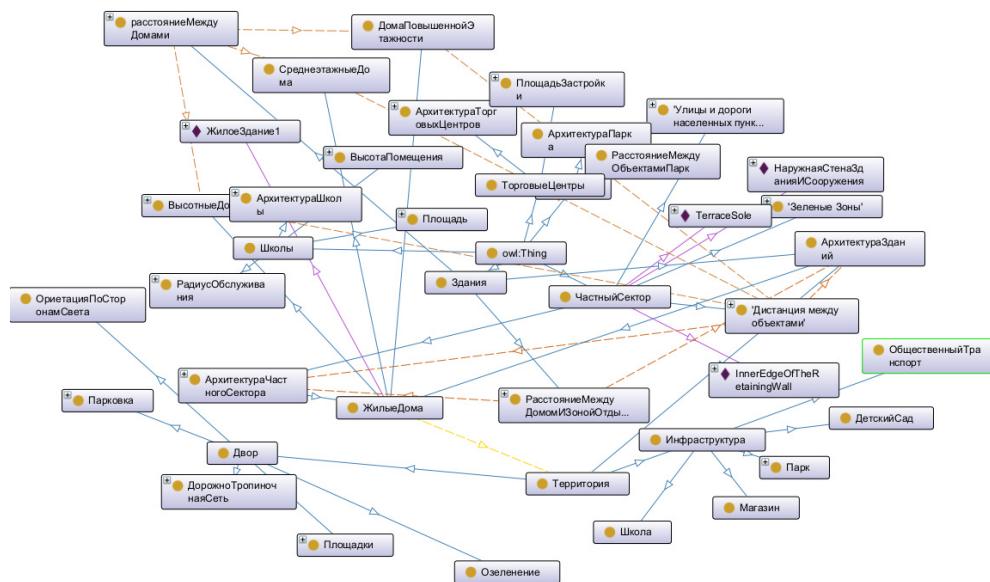 расстояниеМежду
Домами
ДомаПовышеннойЭ
тажности
СреднеэтажныеДо
ма
ПлощадьЗастройк
и
АрхитектураТорг
овыхЦентров
'Улицы и дороги
населенных пунк...
ЖилоеЗдание1
АрхитектураПарк
а
ВысотаПомещения
РасстояниеМежду
ОбъектамиПарк
НаружнаяСтенаЗд
анияИСооружения
ТорговыеЦентры
ВысотныеДо
АрхитектураШкол
ы
Площадь
TerraceSole
'Зеленые Зоны'
Школы
owl:Thing
АрхитектураЗдан
ий
Здания
РадиусОбслужива
ния
ЧастныйСектор
ОриетацияПоСтор
онамСвета
'Дистанция между
объектами'
ОбщественныйТра
нспорт
АрхитектураЧаст
ногоСектора
InnerEdgeOfTheR
etainingWall
Парковка
ЖилыеДома
РасстояниеМежду
ДомомИЗонойОтды...
ДетскийСад
Инфраструктура
Двор
Парк
ДорожноТропиноч
наяСеть
Территория
Магазин
Школа
Площадки
Озеленение